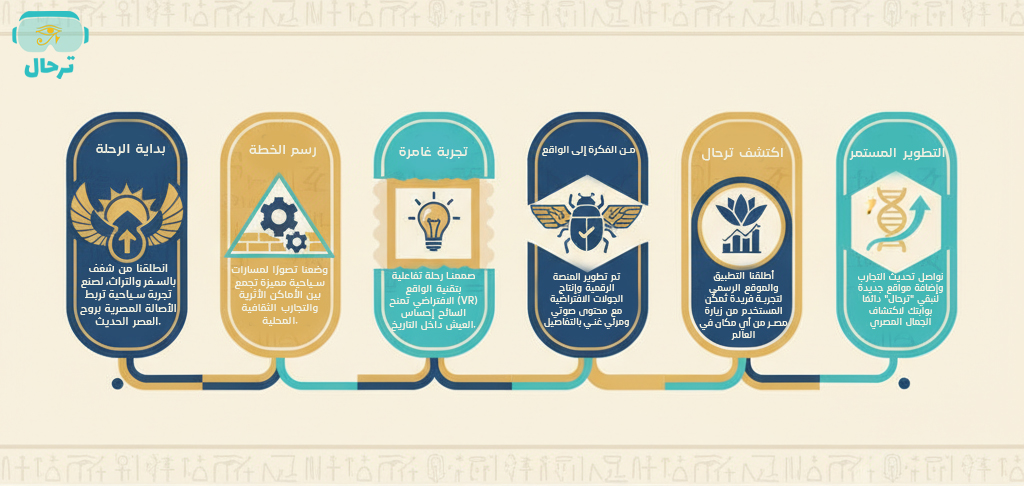 ترحال
بداية الرحلة
انطلقنا من شغف
بالسفر والتراث، لصنع
تجربة سياحية تربط
الأصالة المصرية بروح
العصر الحديث.
رسم الخطة
وضعنا تصورًا لمسارات
سياحية مميزة تجمع
بين الأماكن الأثرية
والتجارب الثقافية
المحلية.
تجربة غامرة
صممنا رحلة تفاعلية
بتقنية الواقع
الافتراضي (VR) تمنح
السائح إحساس
العيش داخل التاريخ.
من الفكرة إلى الواقع
تم تطوير المنصة
الرقمية وإنتاج
الجولات الافتراضية
مع محتوى صوتي
ومرئي غني بالتفاصيل
اكتشف ترحال
أطلقنا التطبيق
والموقع الرسمي
لتجربة فريدة تُمكّن
المستخدم من زيارة
مصر من أي مكان في
العالم
التطوير المستمر
نواصل تحديث التجارب
وإضافة مواقع جديدة
لتبقي "ترحال" دائمًا
بوابتك لاكتشاف
الجمال المصري